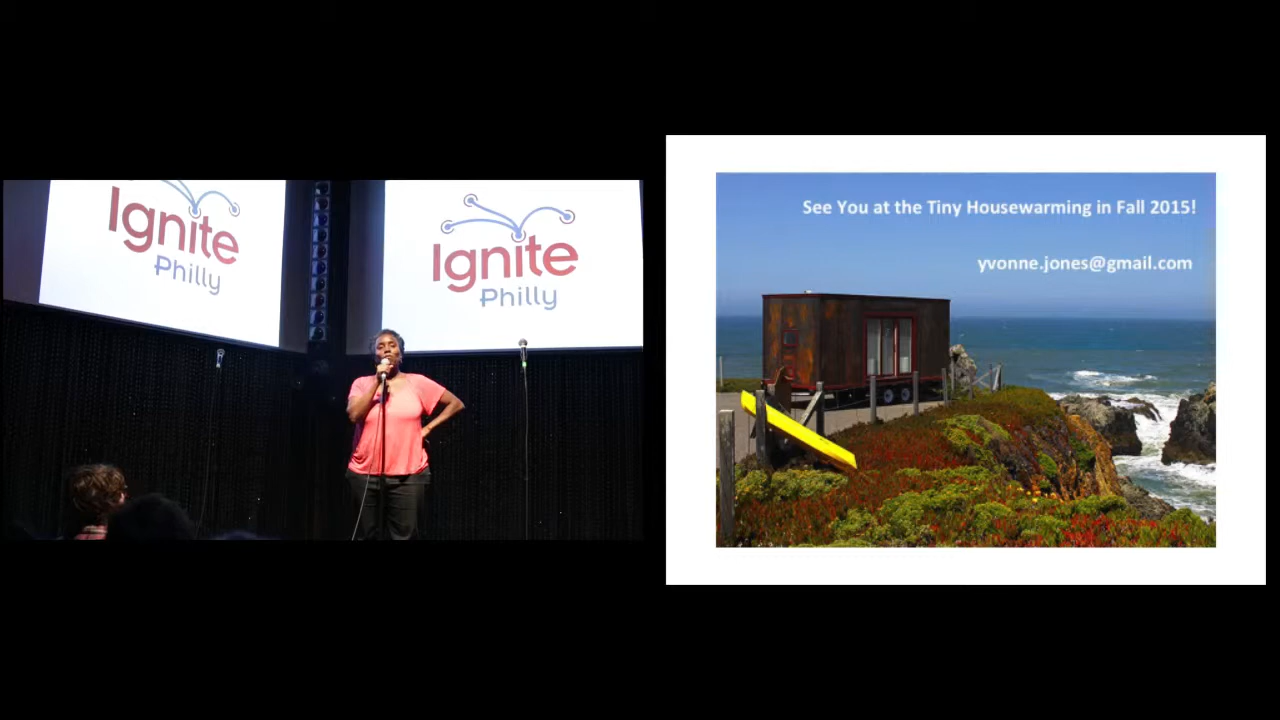 Ignite
Philly
Ignite
Philly
See You at the Tiny Housewarming in Fall 2015!
yvonne.jones@gmail.com